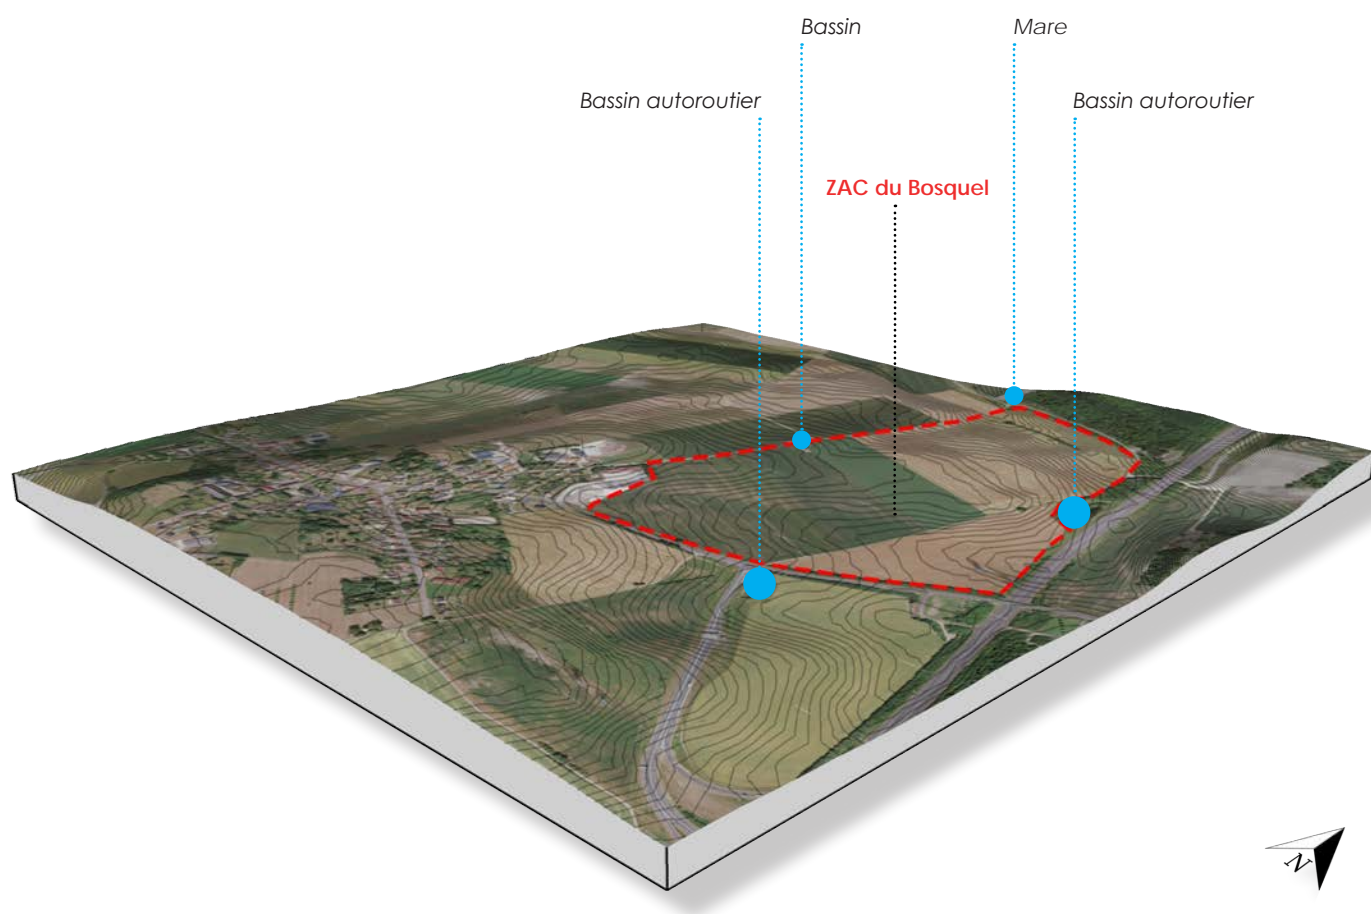 Bassin
Mare
Bassin autoroutier
Bassin autoroutier
ZAC du Bosquel
N